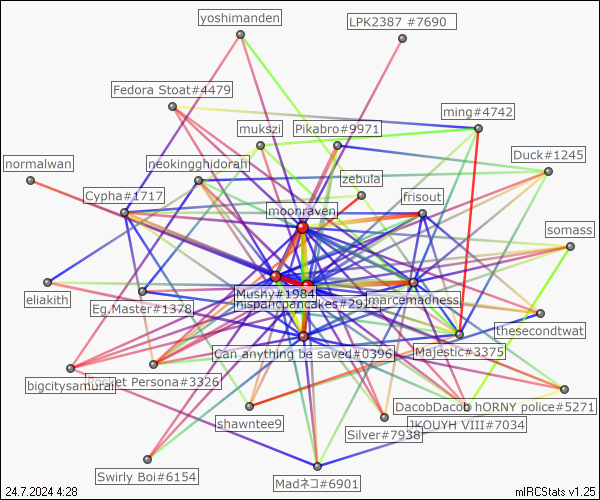 yoshimanden
LPK2387 #7690
Fedora Stoat#4479
ming#4742
mukszi
Pikabro#9971
Duck#1245
normalwan
neokingghidorah
zebula
Cypha#1717
frisout
moonraven
somass
Mushy#1984
marcemadness
eliakith
Eg.Master#1378
hispanicpancakes#29
thesecondtwat
Can anything be saved#0396
Majestic#3375
bigcitysamurai
Rocket Persona#3326
DacobDacob
hORNY police#5271
shawntee9
JKOUYH VIII#7034
Silver#7938
Swirly Boi#6154
Madネコ#6901
24.7.2024 4:28
mIRCStats v1.25